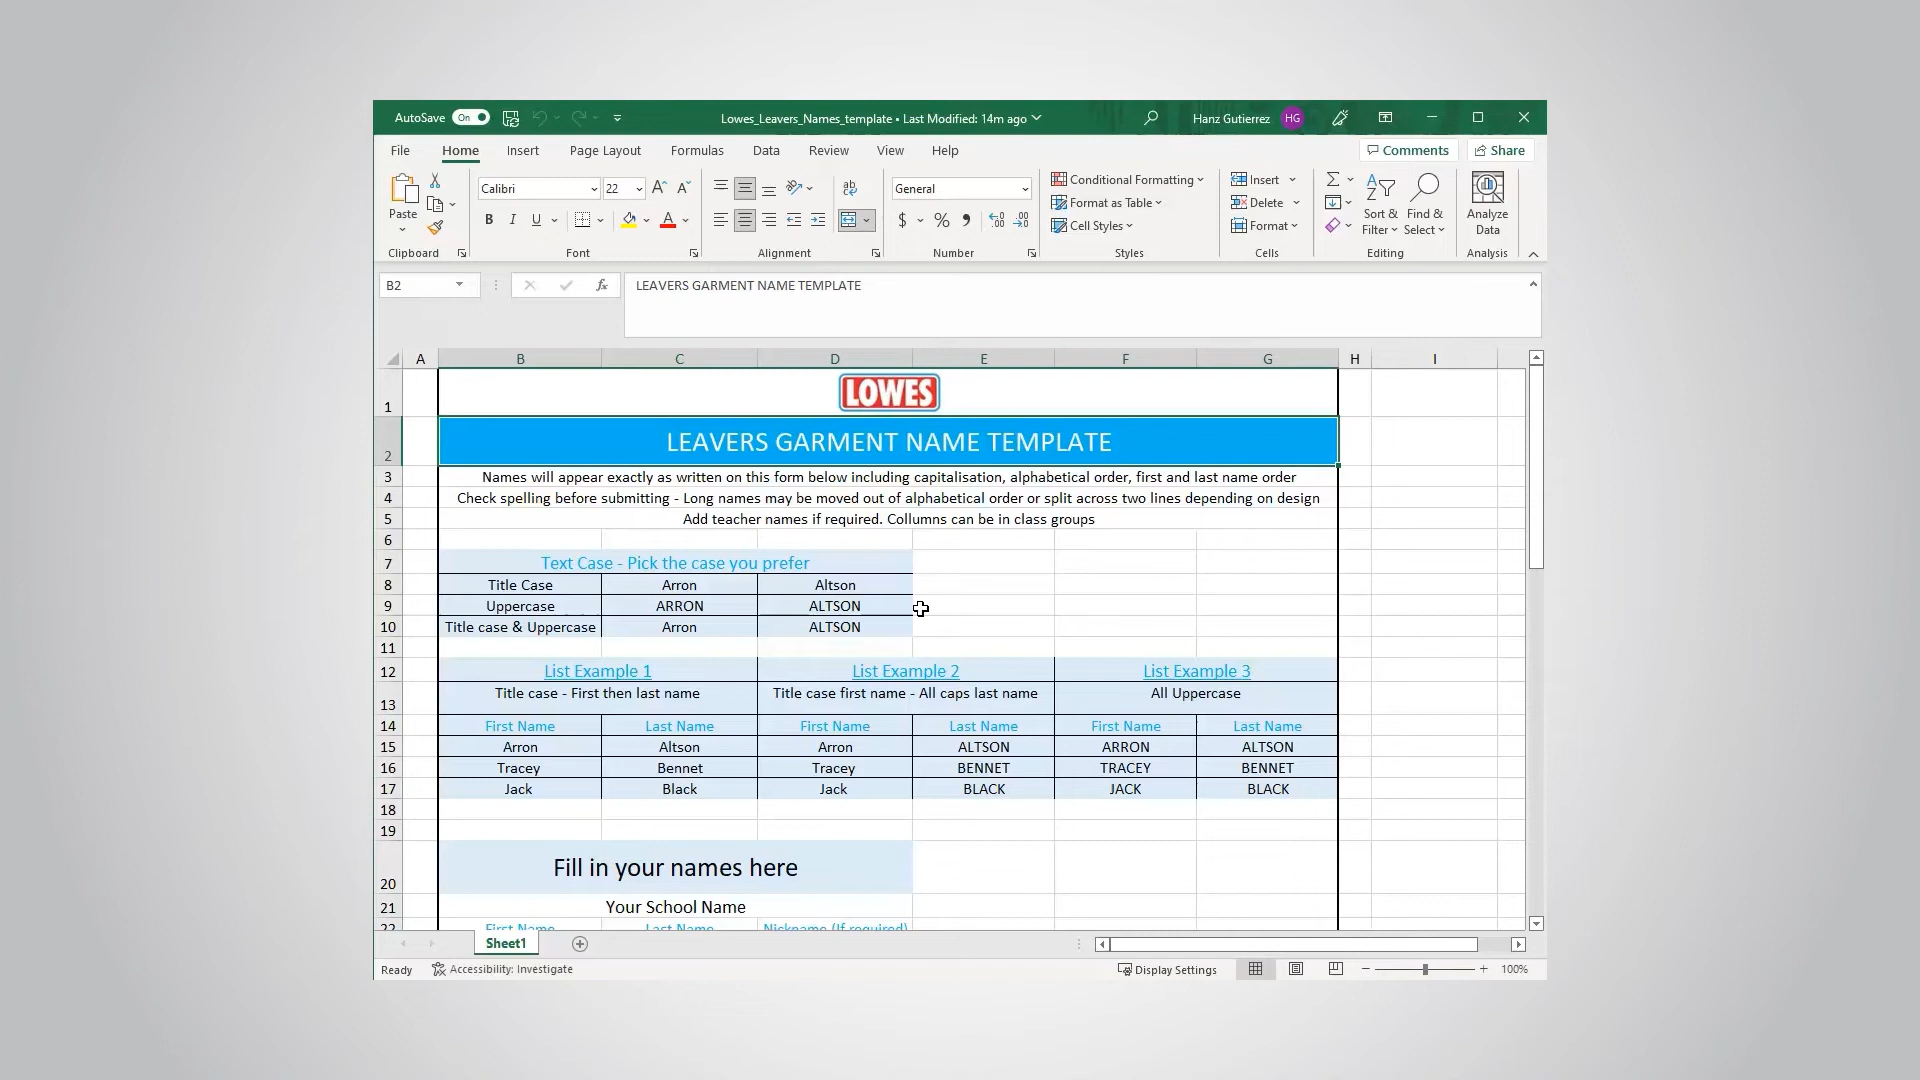 AutoSave On Lowes_Leavers_Names_template • Last Modified: 14m ago Hanz Gutierrez HG
File Home Insert Page Layout Formulas Data Review View Help Comments Share
Paste
Calibri 22
B I U
ab
General
$ % ,
Conditional Formatting
Format as Table
Cell Styles
Insert
Delete
Format
Sort & Filter
Find & Select
Analyze Data
Clipboard Font Alignment Number Styles Cells Editing Analysis
B2 fx LEAVERS GARMENT NAME TEMPLATE
A B C D E F G H I
1 LOWES
2 LEAVERS GARMENT NAME TEMPLATE
3 Names will appear exactly as written on this form below including capitalisation, alphabetical order, first and last name order
4 Check spelling before submitting - Long names may be moved out of alphabetical order or split across two lines depending on design
5 Add teacher names if required. Collumns can be in class groups
6
7 Text Case - Pick the case you prefer
8 Title Case Arron Altson
9 Uppercase ARRON ALTSON
10 Title case & Uppercase Arron ALTSON
11
12 List Example 1 List Example 2 List Example 3
13 Title case - First then last name Title case first name - All caps last name All Uppercase
14 First Name Last Name First Name Last Name First Name Last Name
15 Arron Altson Arron ALTSON ARRON ALTSON
16 Tracey Bennet Tracey BENNET TRACEY BENNET
17 Jack Black Jack BLACK JACK BLACK
18
19
20 Fill in your names here
21 Your School Name
22 First Name Last Name Nickname (If required)
Sheet1
Ready Accessibility: Investigate Display Settings 100%